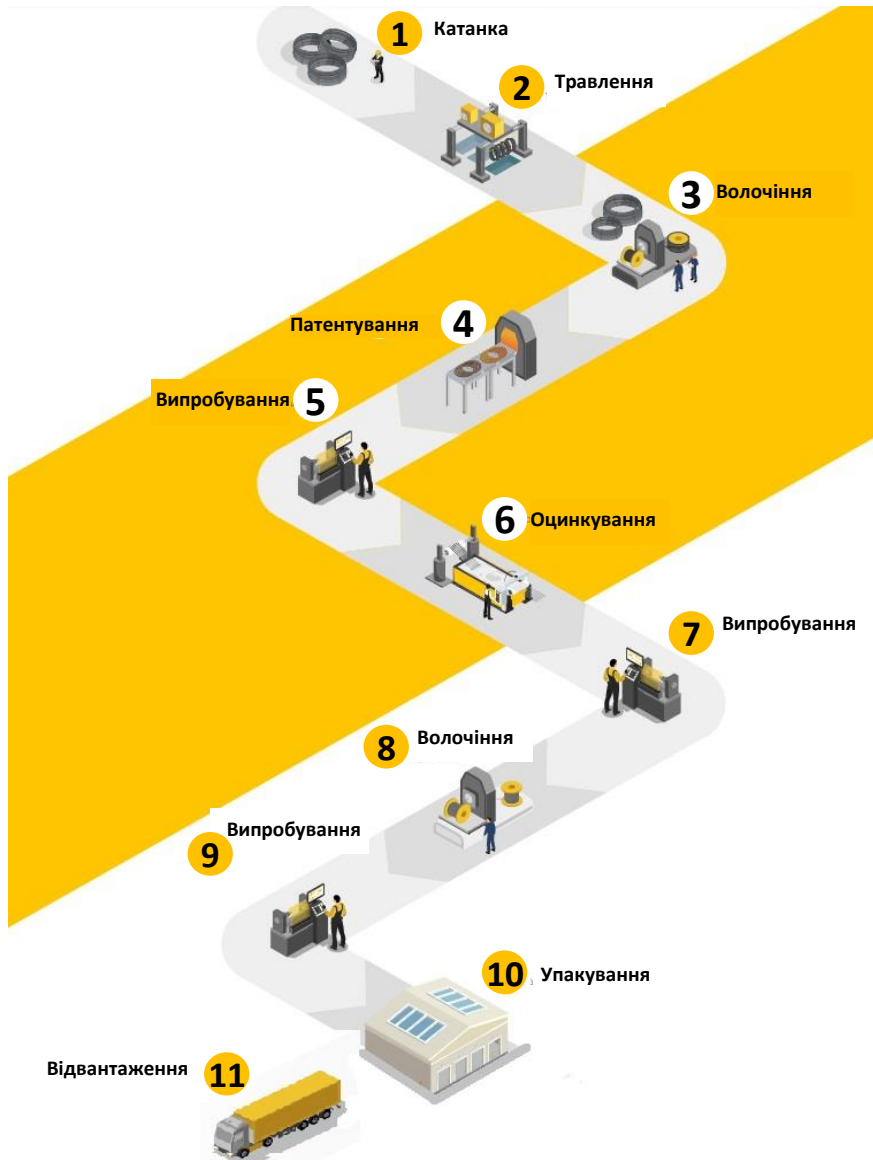 1 Катанка
2 Травлення
3 Волочіння
Патентування 4
Випробування 5
6 Оцинкування
7 Випробування
8 Волочіння
9 Випробування
10 Упакування
Відвантаження 11